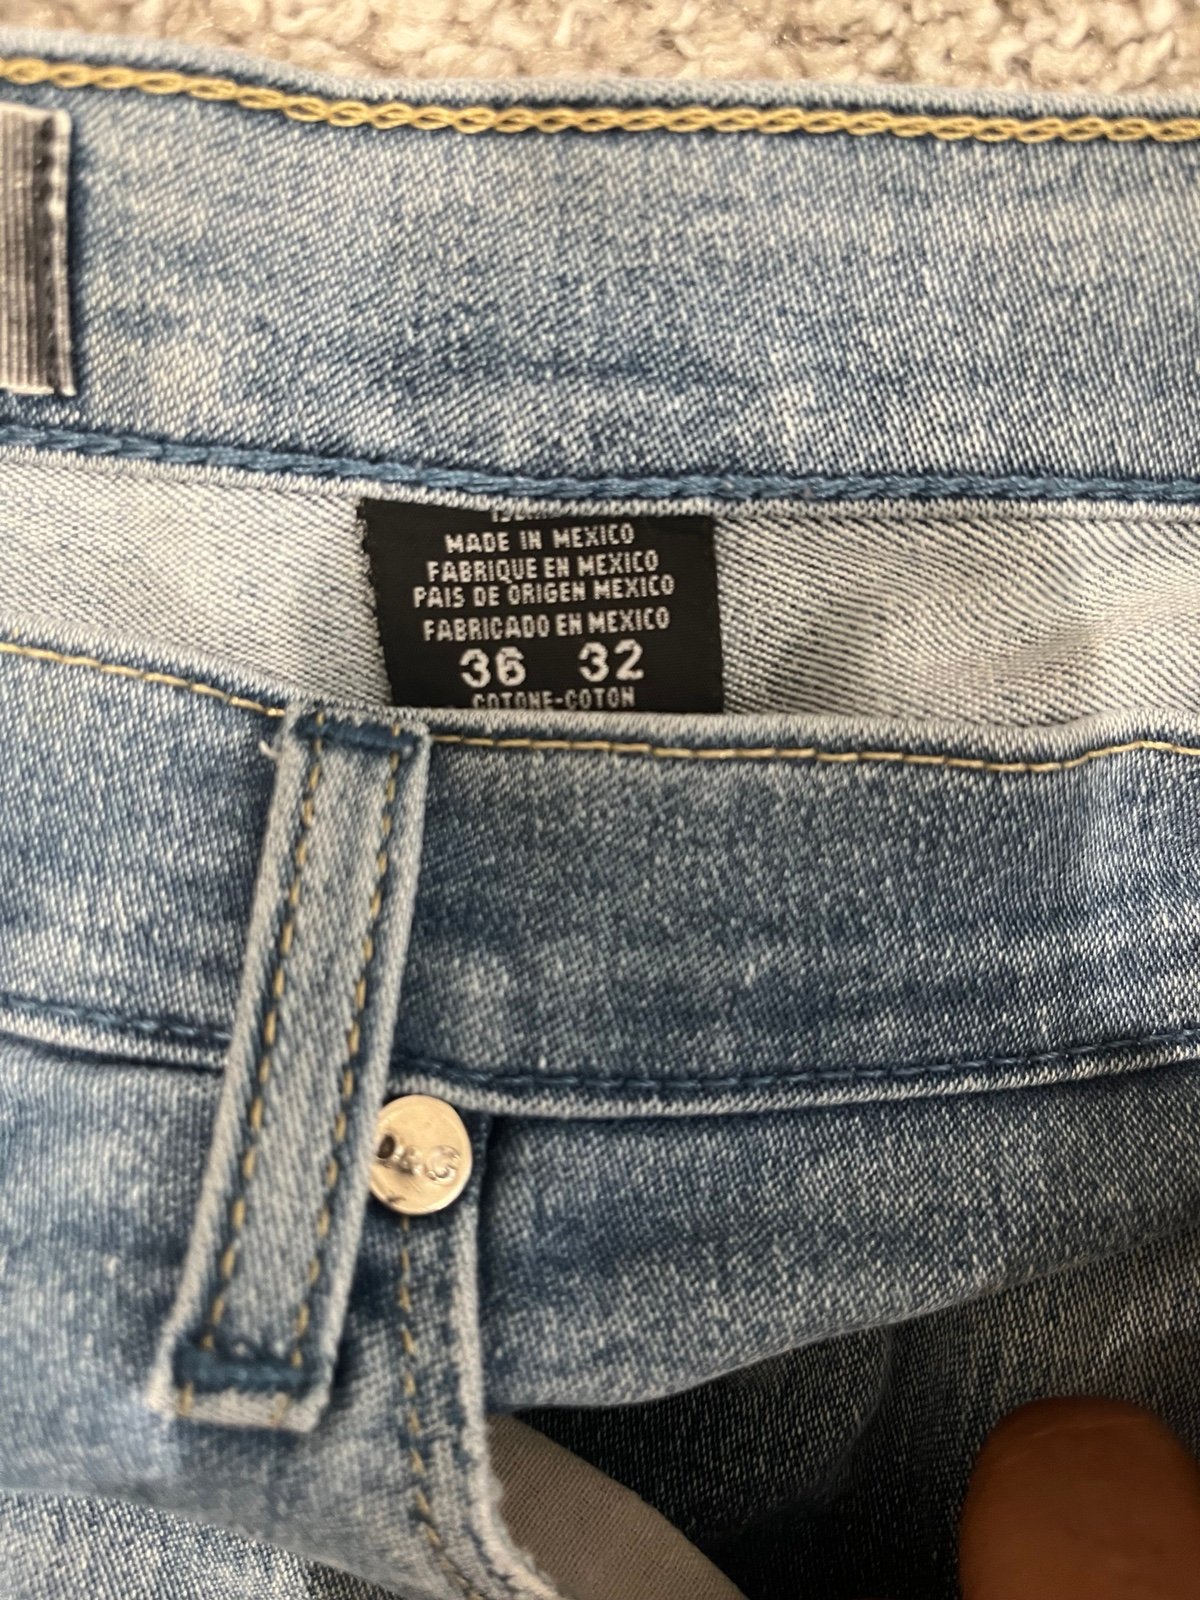 MADE IN MEXICO
FABRIQUE EN MEXICO
PAIS DE ORIGEN MEXICO
FABRICADO EN MEXICO
36 32
COTONE-COTON
D&G